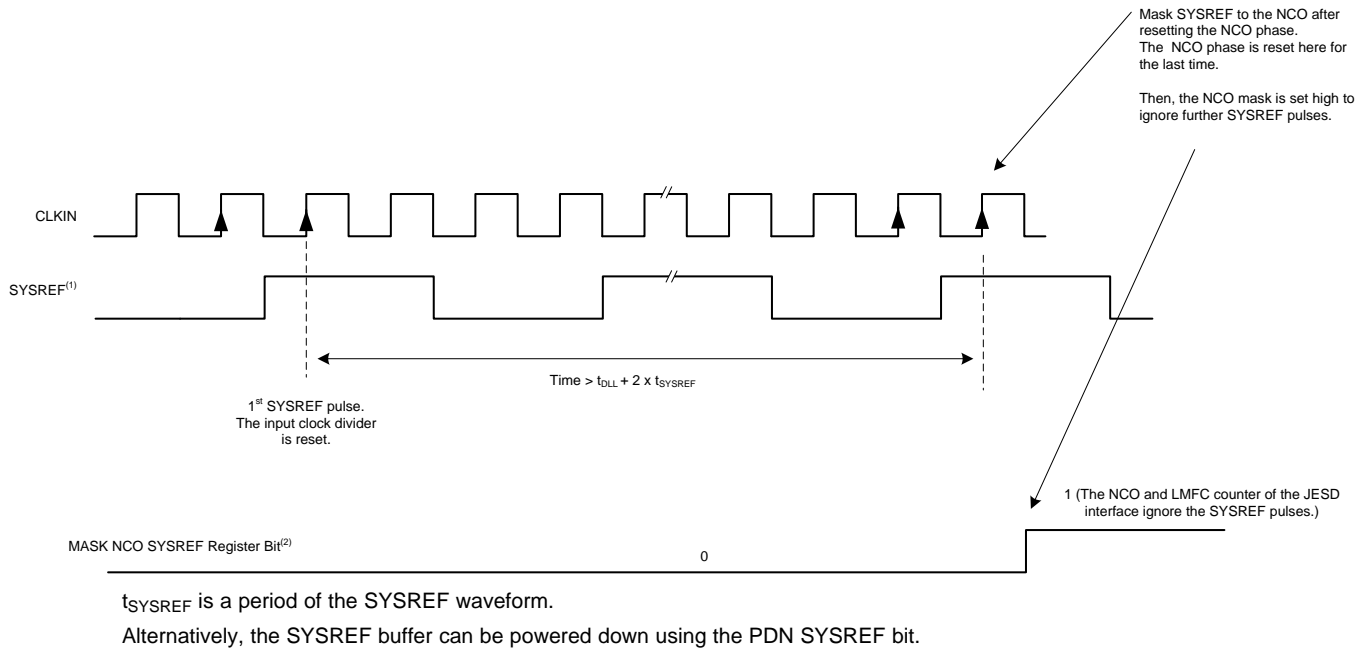 Mask SYSREF to the NCO after
resetting the NCO phase.
The NCO phase is reset here for
the last time.
Then, the NCO mask is set high to
ignore further SYSREF pulses.
CLKIN
SYSREF(1)
Time > tDLL + 2 x tSYSREF
1st SYSREF pulse.
The input clock divider
is reset.
1 (The NCO and LMFC counter of the JESD
interface ignore the SYSREF pulses.)
MASK NCO SYSREF Register Bit(2)
0
tSYSREF is a period of the SYSREF waveform.
Alternatively, the SYSREF buffer can be powered down using the PDN SYSREF bit.